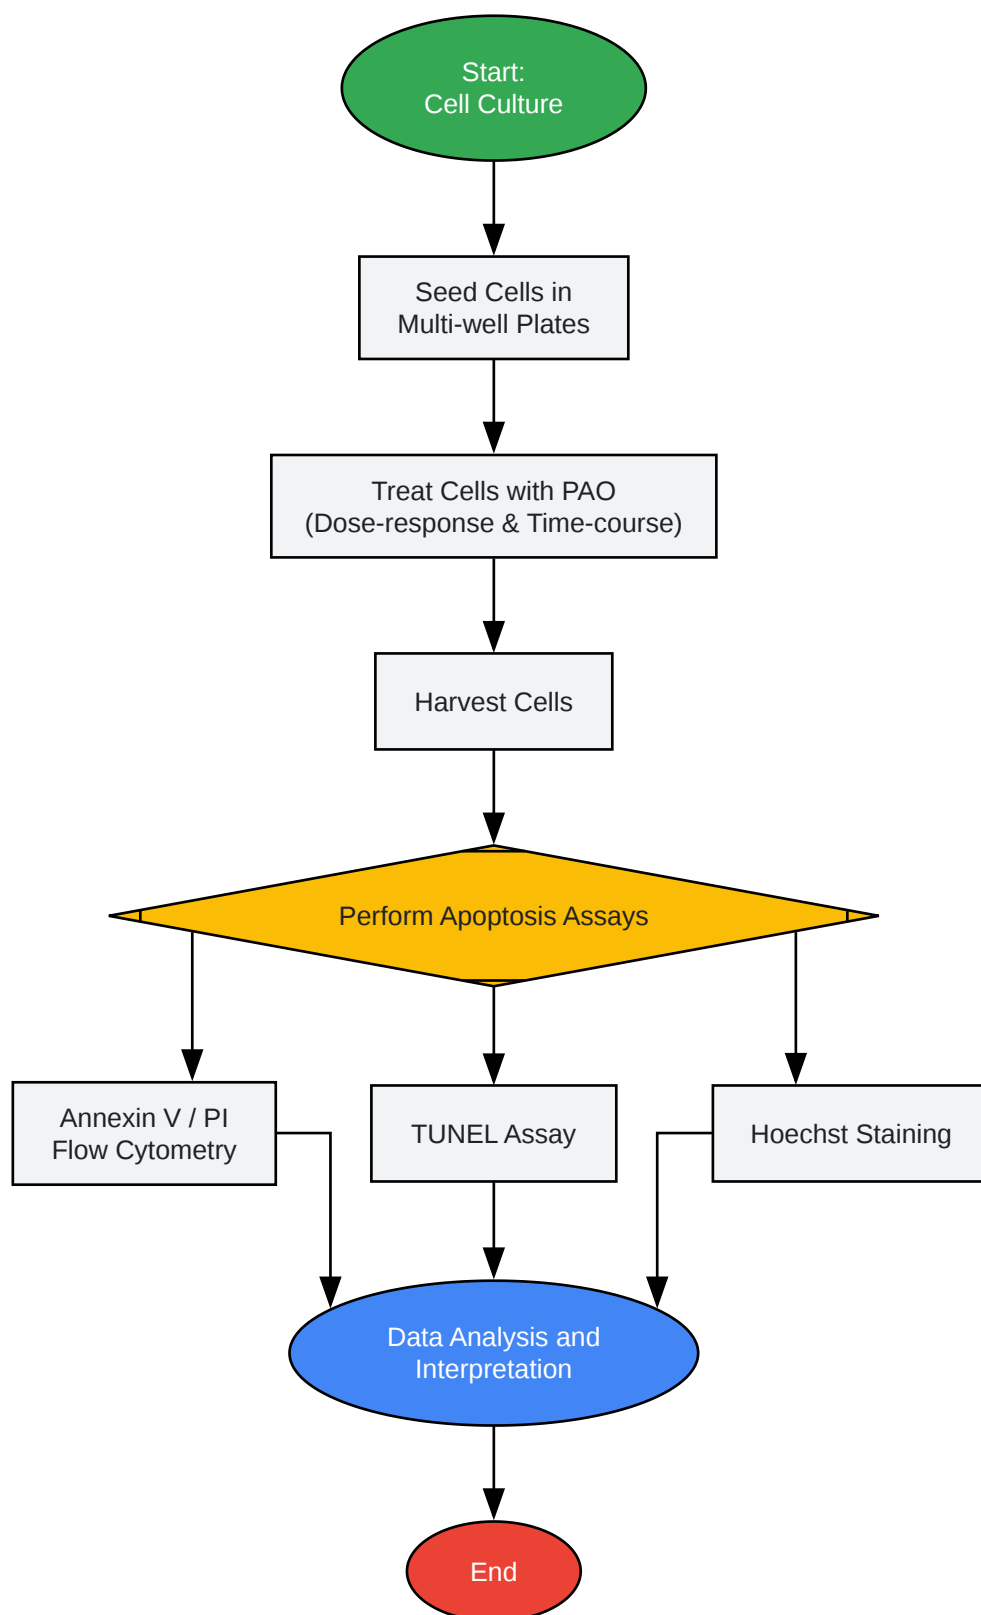 Start:
Cell Culture
Seed Cells in
Multi-well Plates
Treat Cells with PAO
(Dose-response & Time-course)
Harvest Cells
Perform Apoptosis Assays
Annexin V / PI
Flow Cytometry
TUNEL Assay
Hoechst Staining
Data Analysis and
Interpretation
End